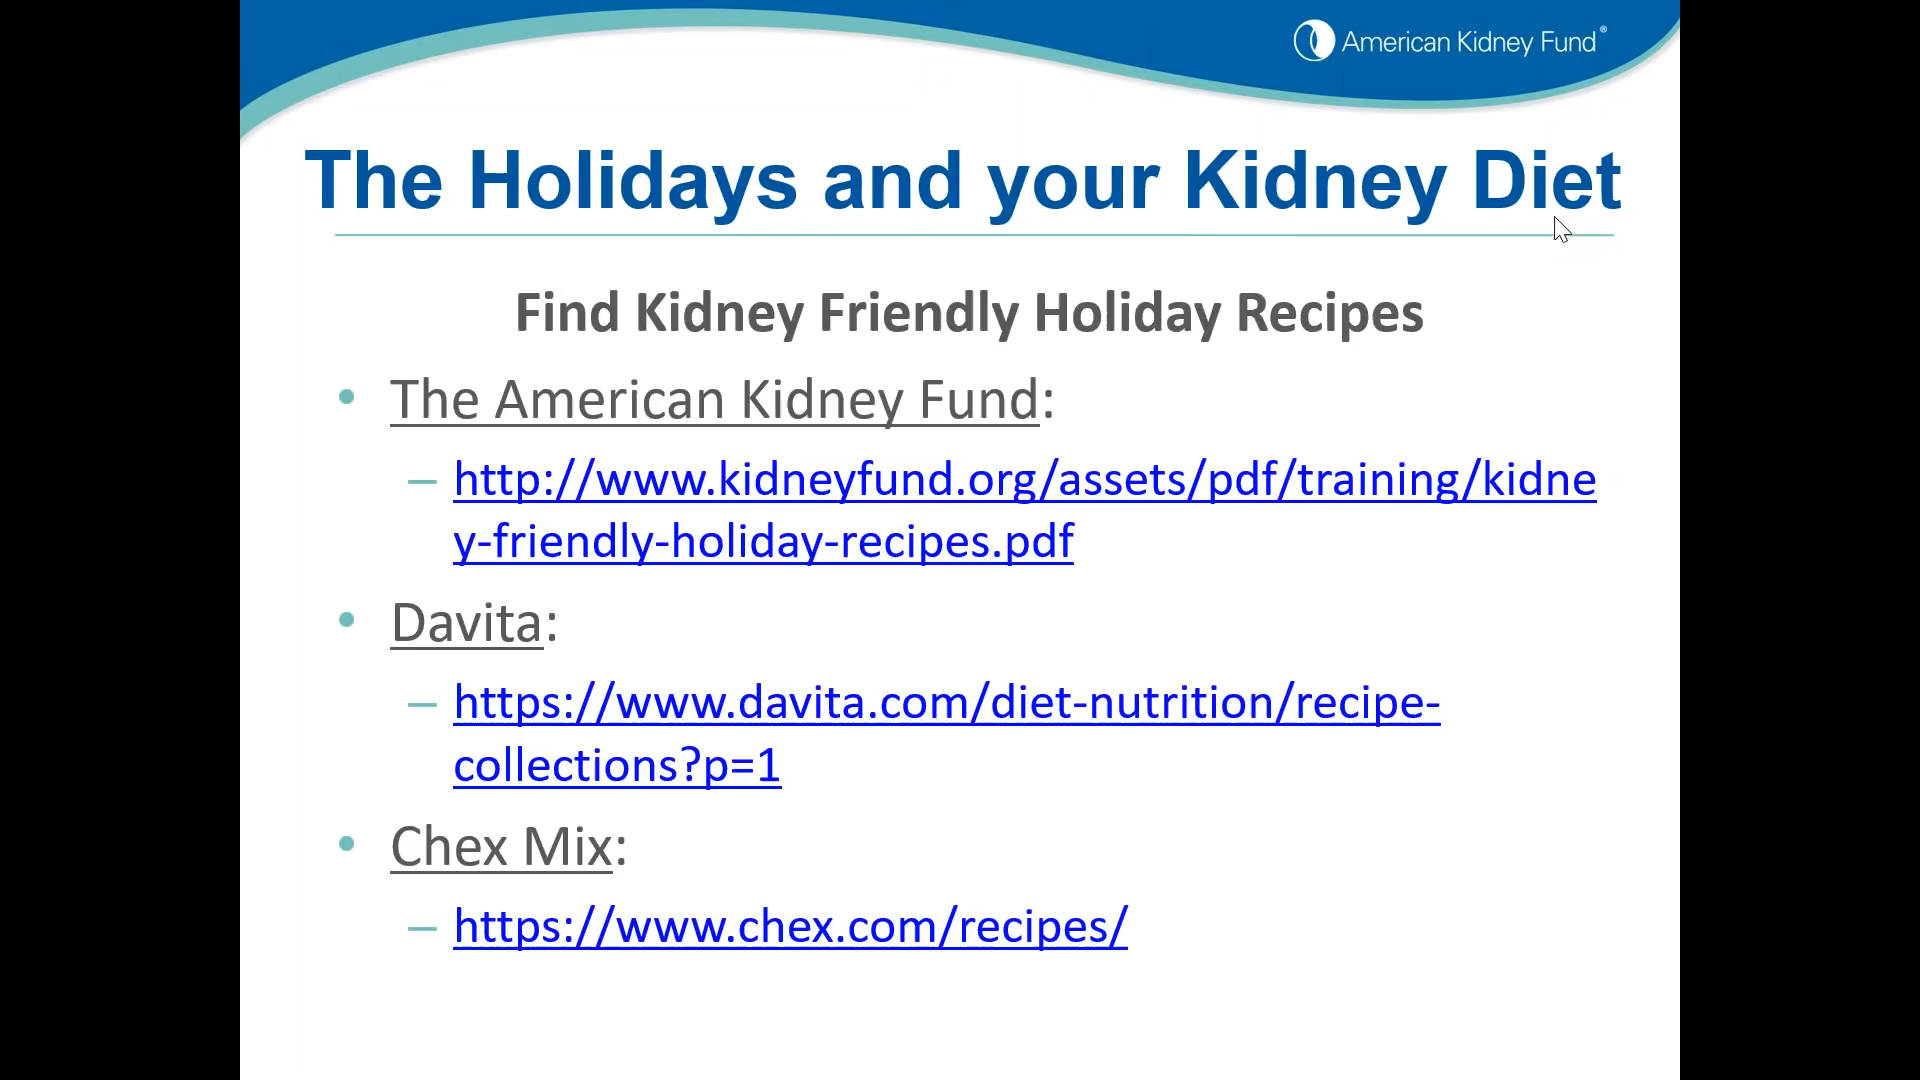 American Kidney Fund®
The Holidays and your Kidney Diet
Find Kidney Friendly Holiday Recipes
• The American Kidney Fund:
– http://www.kidneyfund.org/assets/pdf/training/kidne
y-friendly-holiday-recipes.pdf
• Davita:
– https://www.davita.com/diet-nutrition/recipe-
collections?p=1
• Chex Mix:
– https://www.chex.com/recipes/